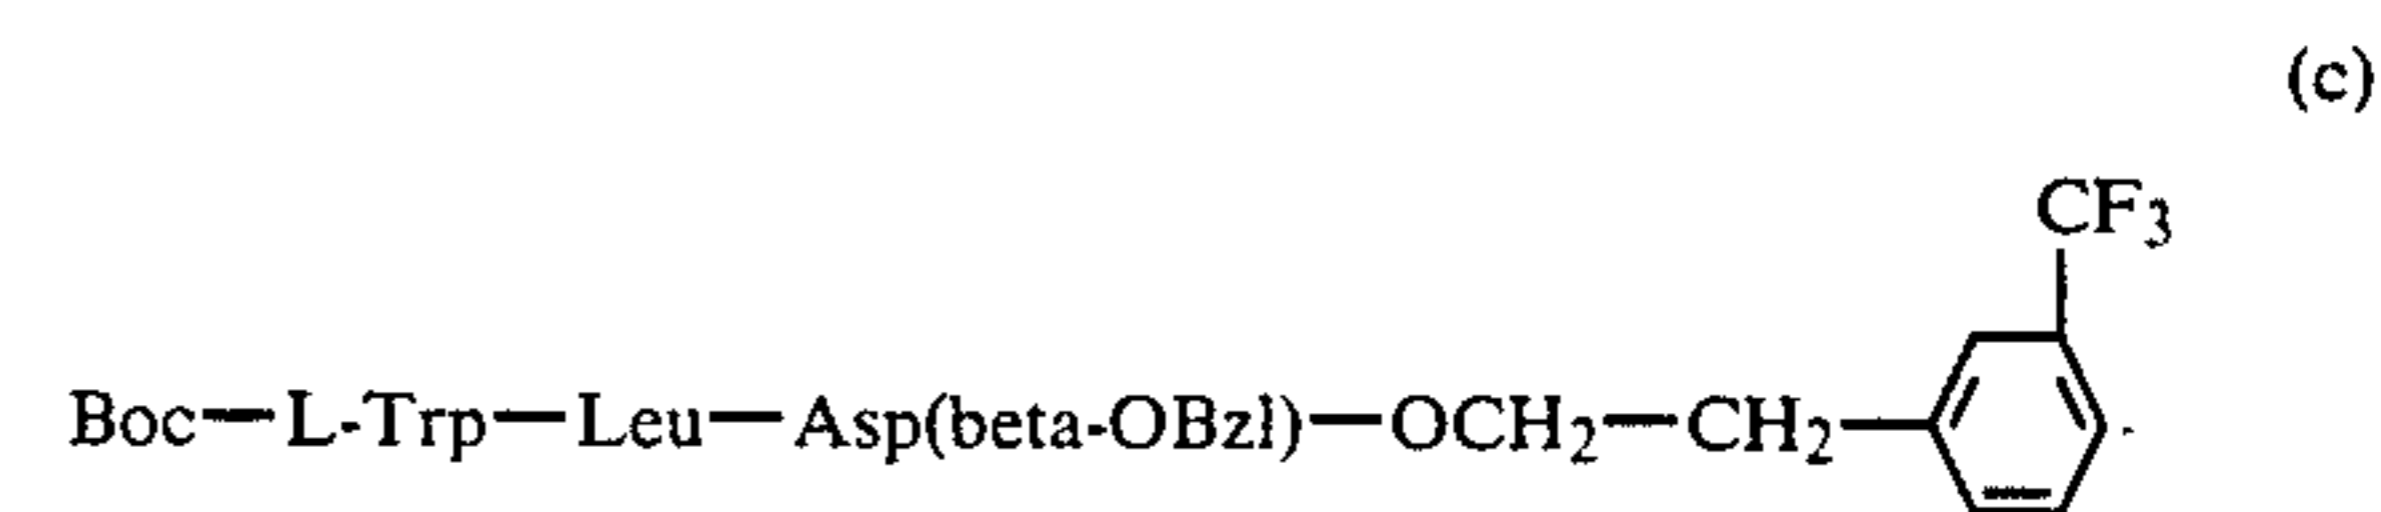 (c)
CF₃
Boc—L-Trp—Leu—Asp(beta-OBzl)—OCH₂—CH₂—